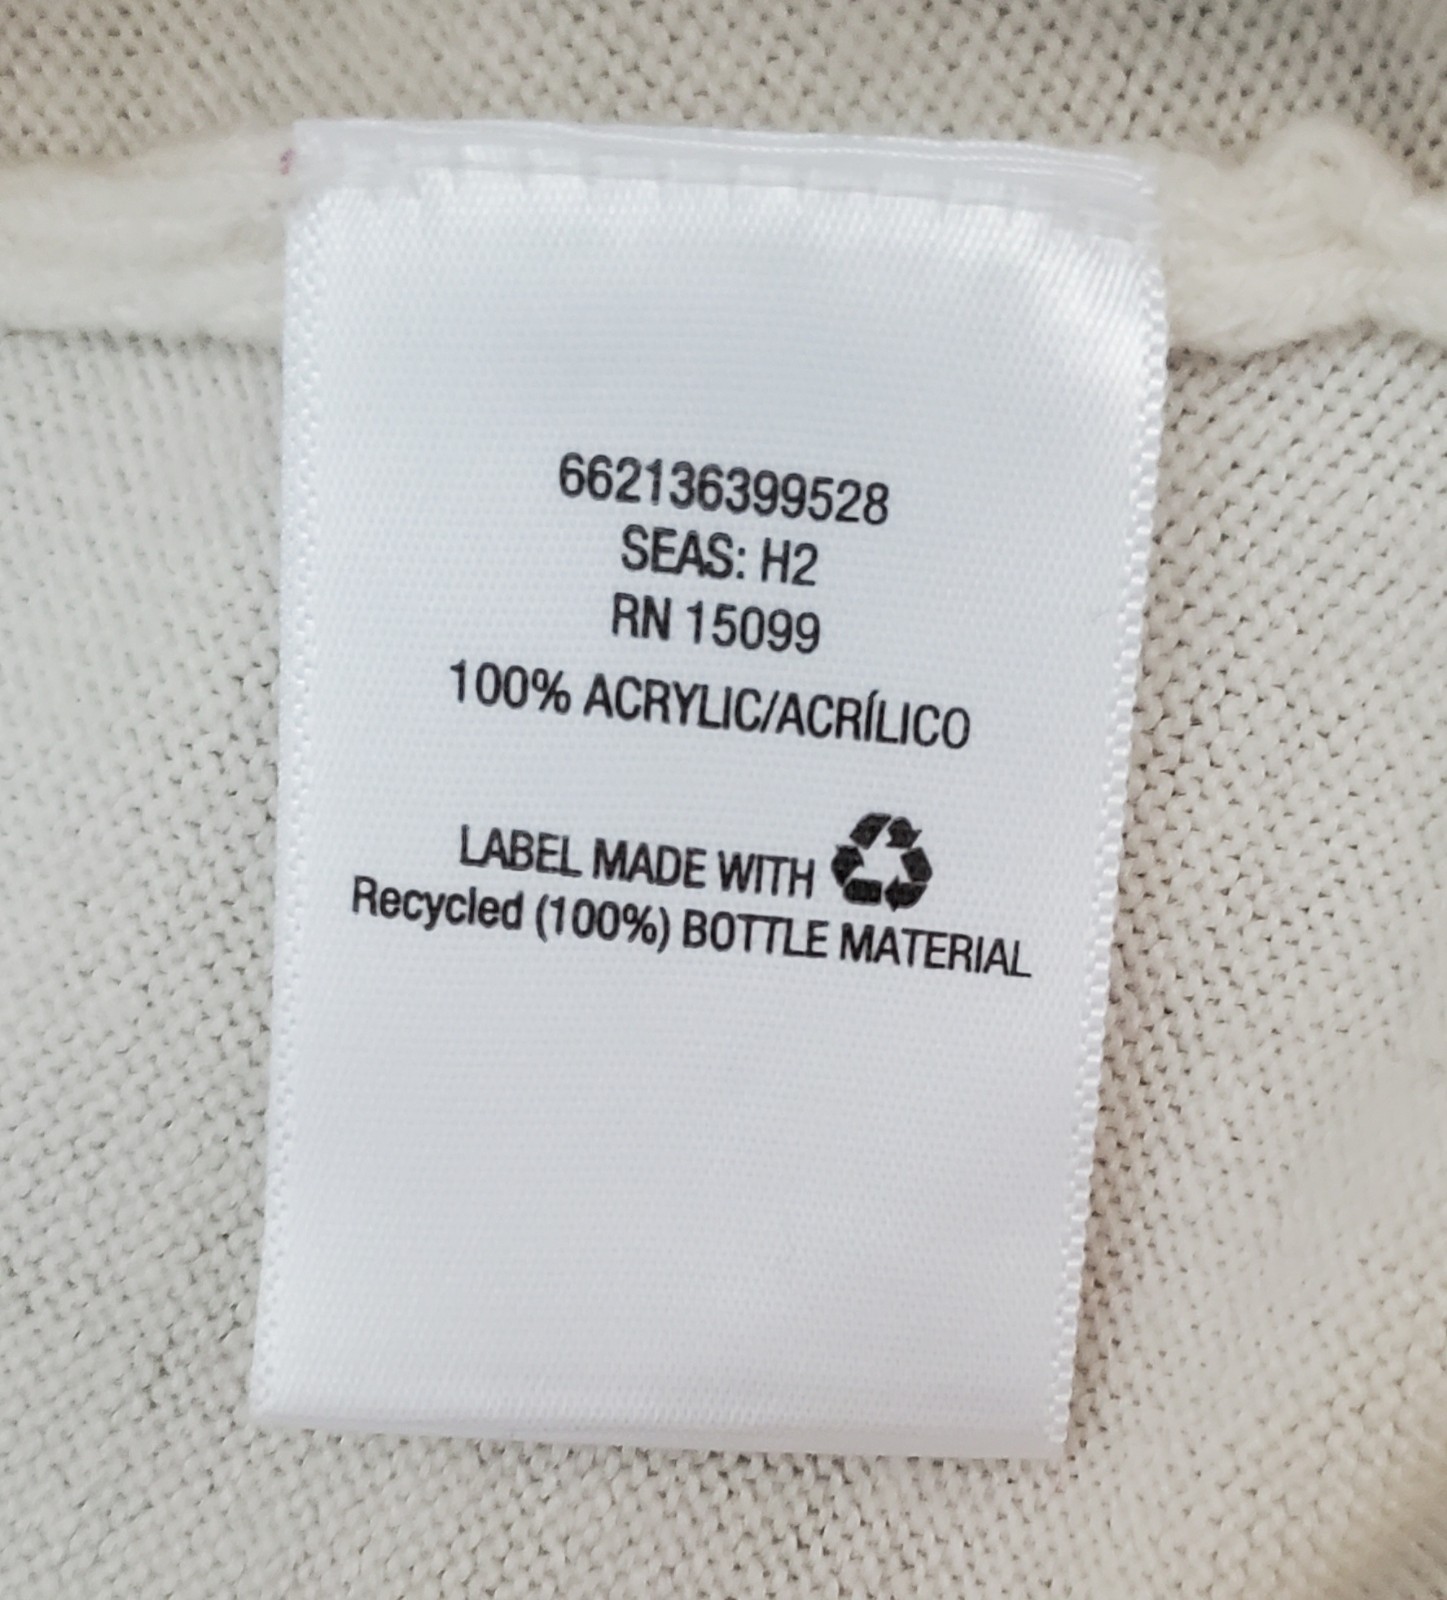 662136399528
SEAS: H2
RN 15099
100% ACRYLIC/ACRÍLICO
LABEL MADE WITH
Recycled (100%) BOTTLE MATERIAL